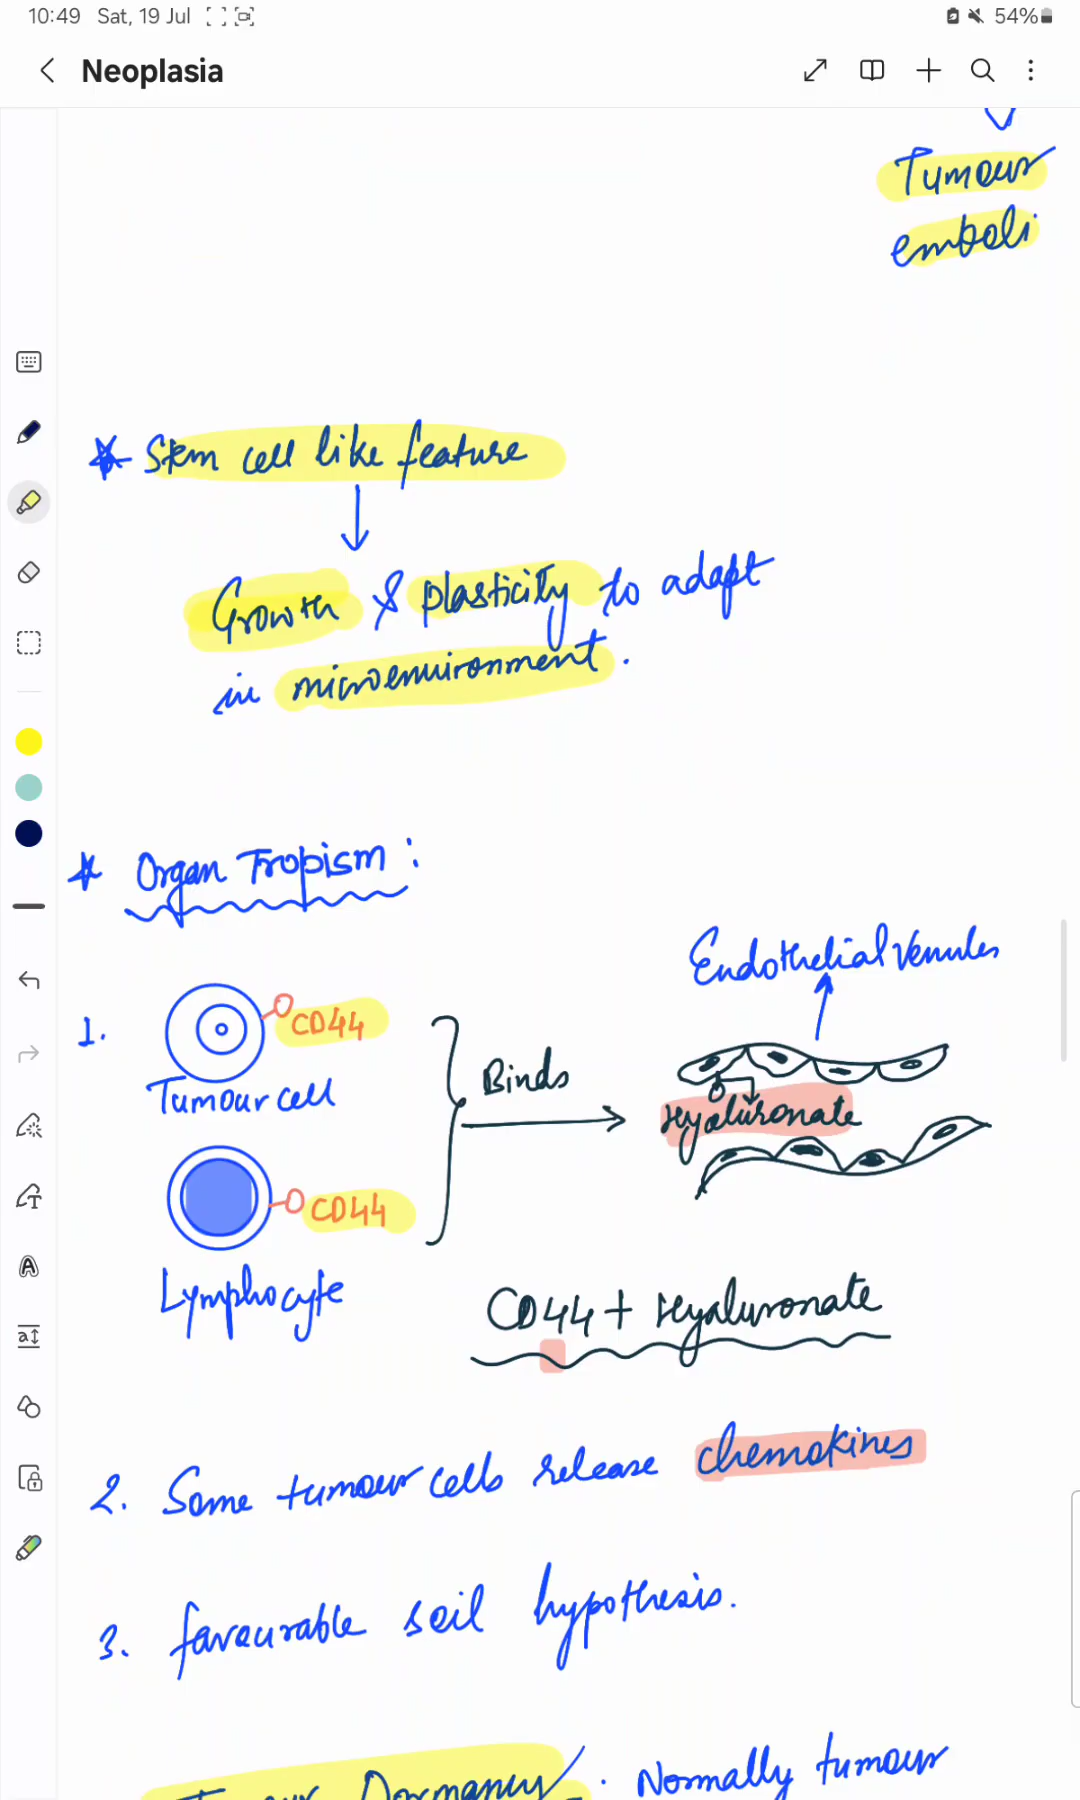 10:49 Sat, 19 Jul 54%
Neoplasia
Tumour
emboli
* Stem cell like feature
Growth & plasticity to adapt
in microenvironment.
* Organ Tropism :
Endothelial venules
1. CD44
Tumour cell
Binds
Hyaluronate
CD44
Lymphocyte
CD44 + Hyaluronate
2. Some tumour cells release chemokines
3. favourable soil hypothesis.
Tumour Dormancy. Normally tumour